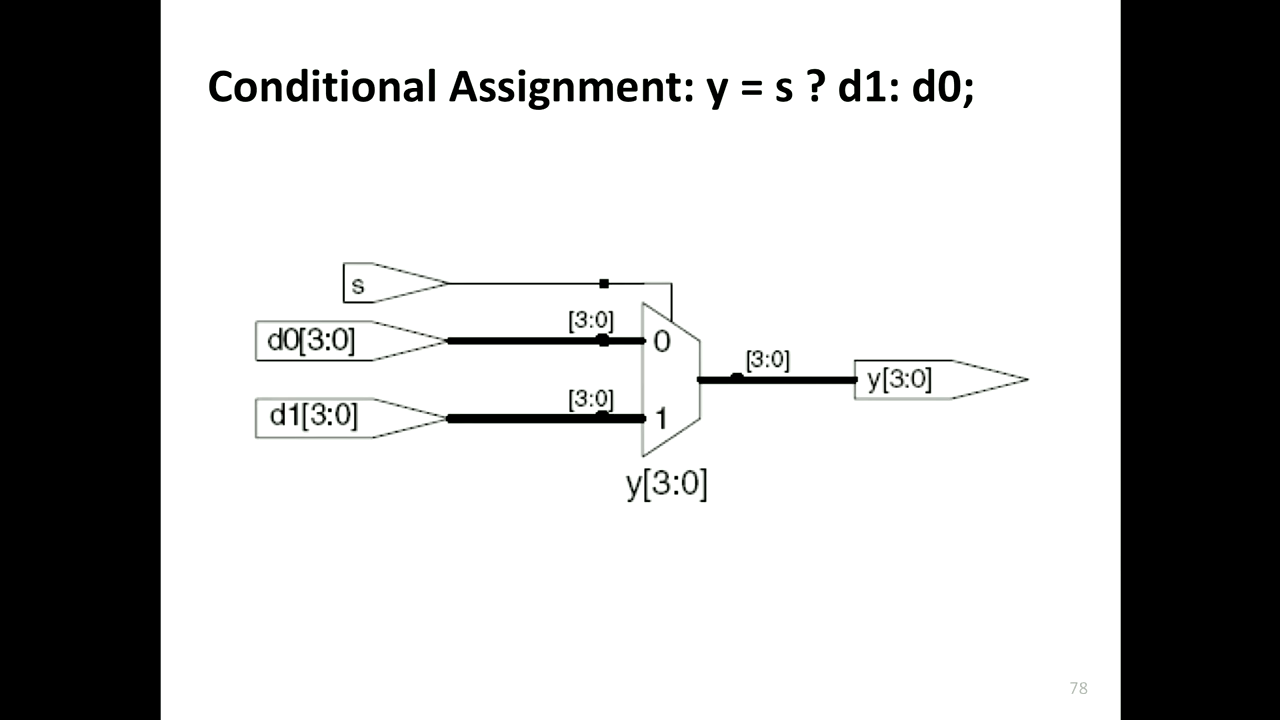 Conditional Assignment: y = s ? d1: d0;
s
d0[3:0]
[3:0]
0
d1[3:0]
[3:0]
1
[3:0]
y[3:0]
y[3:0]
78